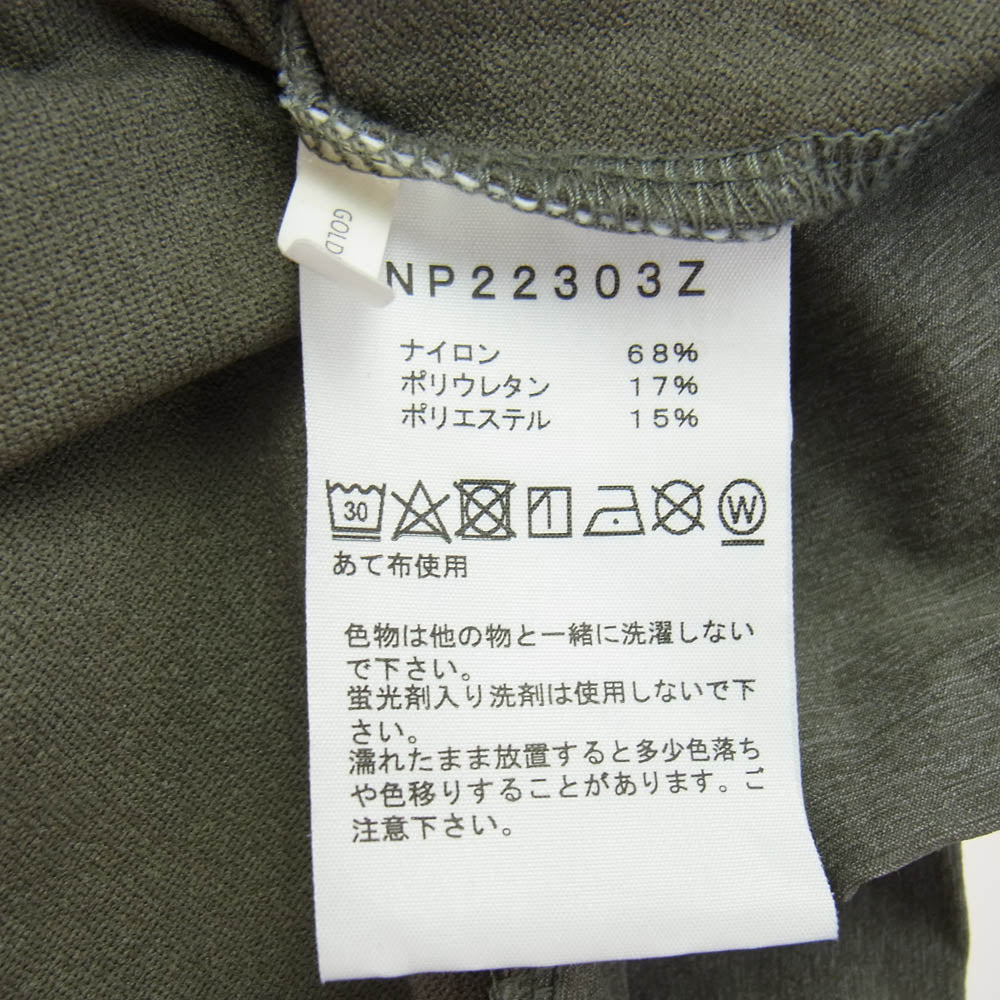 GOLD
NP22303Z
ナイロン 68%
ポリウレタン 17%
ポリエステル 15%
30
W
あて布使用
色物は他の物と一緒に洗濯しない
で下さい。
蛍光剤入り洗剤は使用しないで下
さい。
濡れたまま放置すると多少色落ち
や色移りすることがあります。ご
注意下さい。